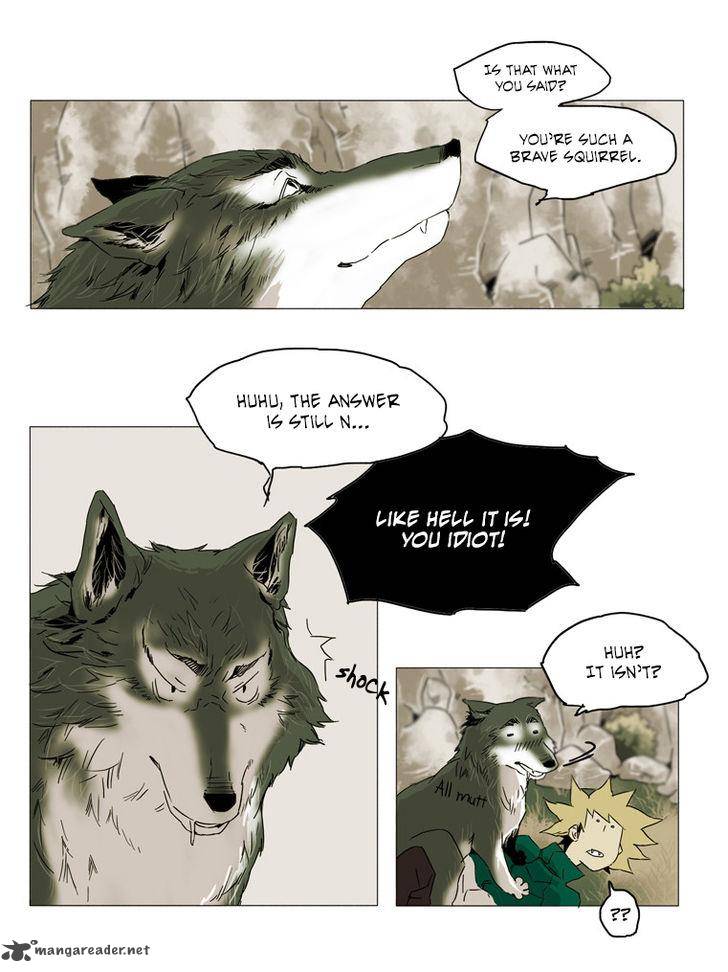 IS THAT WHAT
YOU SAID?
YOU'RE SUCH A
BRAVE SQUIRREL.
HUHU, THE ANSWER
IS STILL N...
LIKE HELL IT IS!
YOU IDIOT!
shock
HUH?
IT ISN'T?
All mutt
??
mangareader.net